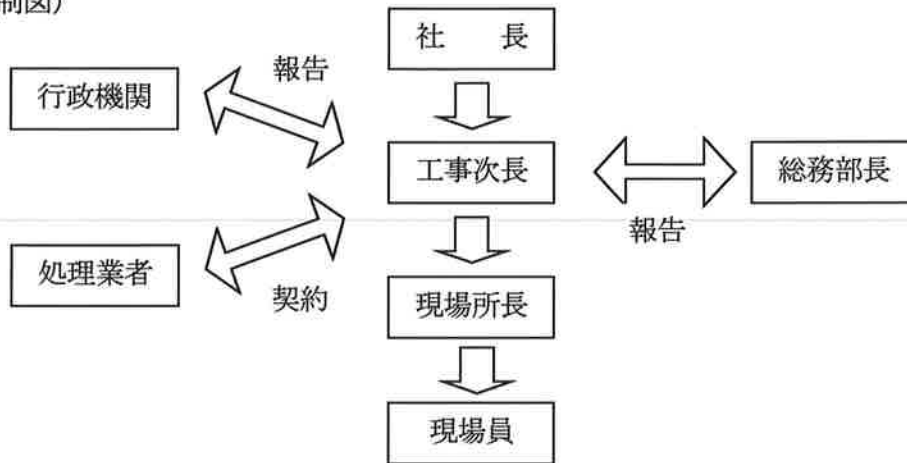 制図）
社　　長
報告
行政機関
工事次長
総務部長
報告
処理業者
契約
現場所長
現場員